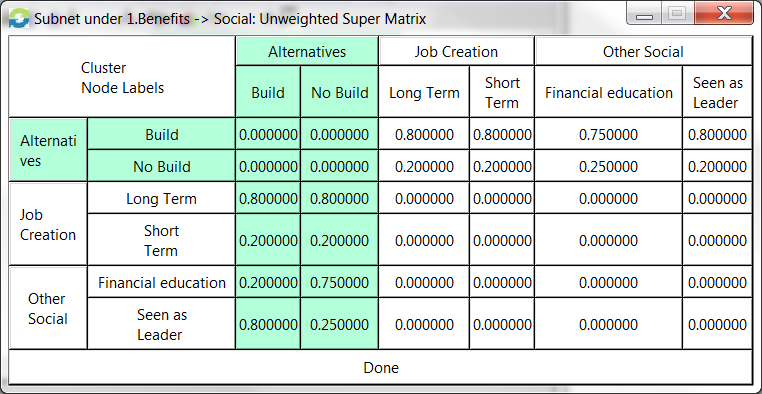 Subnet under 1.Benefits -> Social: Unweighted Super Matrix
Cluster
Node Labels
Alternatives Job Creation Other Social
Build No Build Long Term Short
Term Financial education Seen as
Leader
Alternati
ves
Build 0.000000 0.000000 0.800000 0.800000 0.750000 0.800000
No Build 0.000000 0.000000 0.200000 0.200000 0.250000 0.200000
Job
Creation
Long Term 0.800000 0.800000 0.000000 0.000000 0.000000 0.000000
Short
Term 0.200000 0.200000 0.000000 0.000000 0.000000 0.000000
Other
Social
Financial education 0.200000 0.750000 0.000000 0.000000 0.000000 0.000000
Seen as
Leader 0.800000 0.250000 0.000000 0.000000 0.000000 0.000000
Done